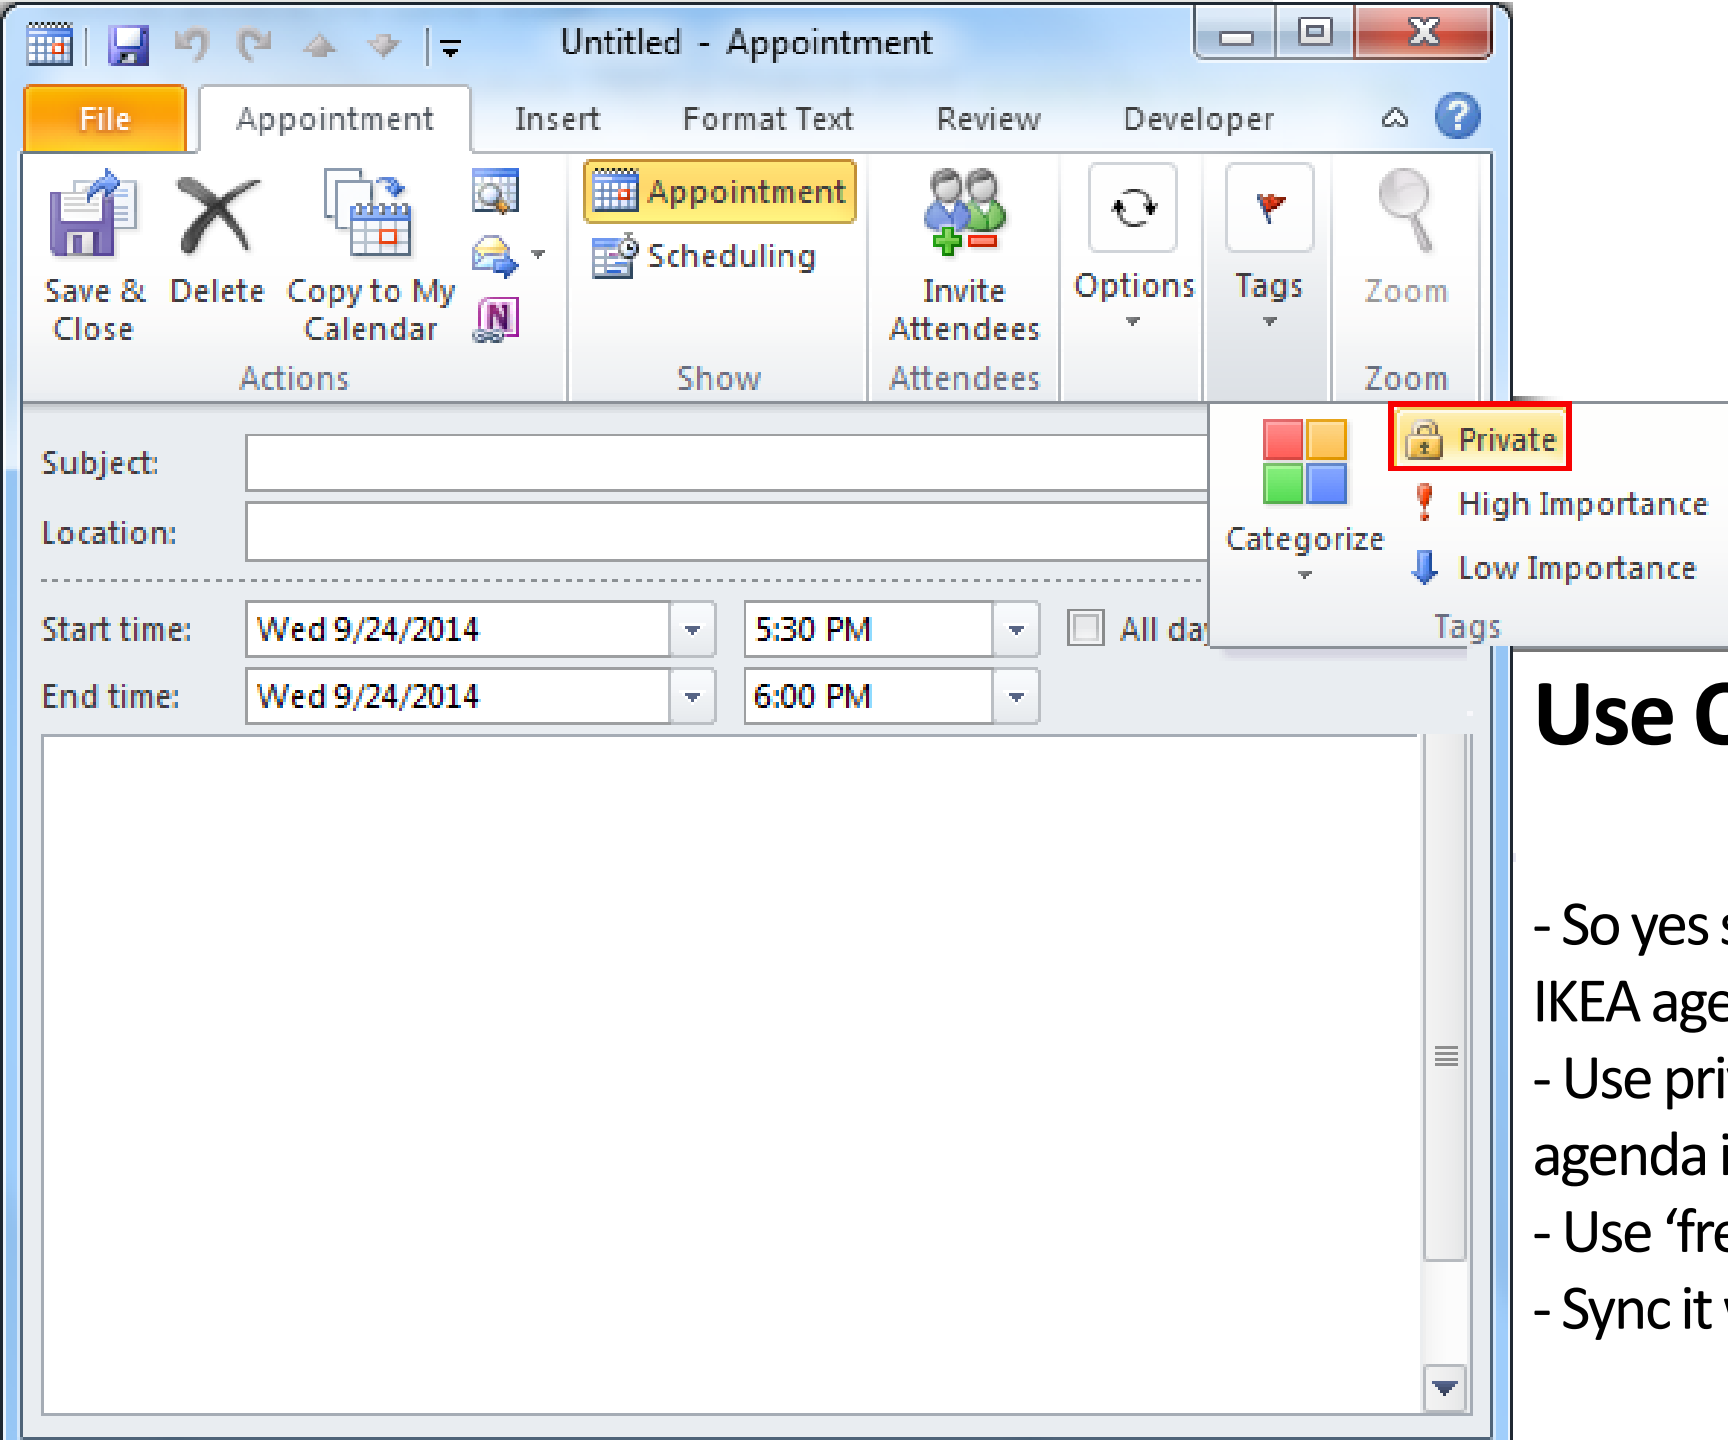 Untitled - Appointment
File Appointment Insert Format Text Review Developer
Save & Close
Delete
Copy to My Calendar
Actions
Appointment
Scheduling
Show
Invite Attendees
Attendees
Options
Tags
Zoom
Zoom
Categorize
Private
High Importance
Low Importance
Tags
Subject:
Location:
Start time: Wed 9/24/2014 5:30 PM All
End time: Wed 9/24/2014 6:00 PM
Use
- So yes
IKEA
- Use
agenda
- Use
- Sync it